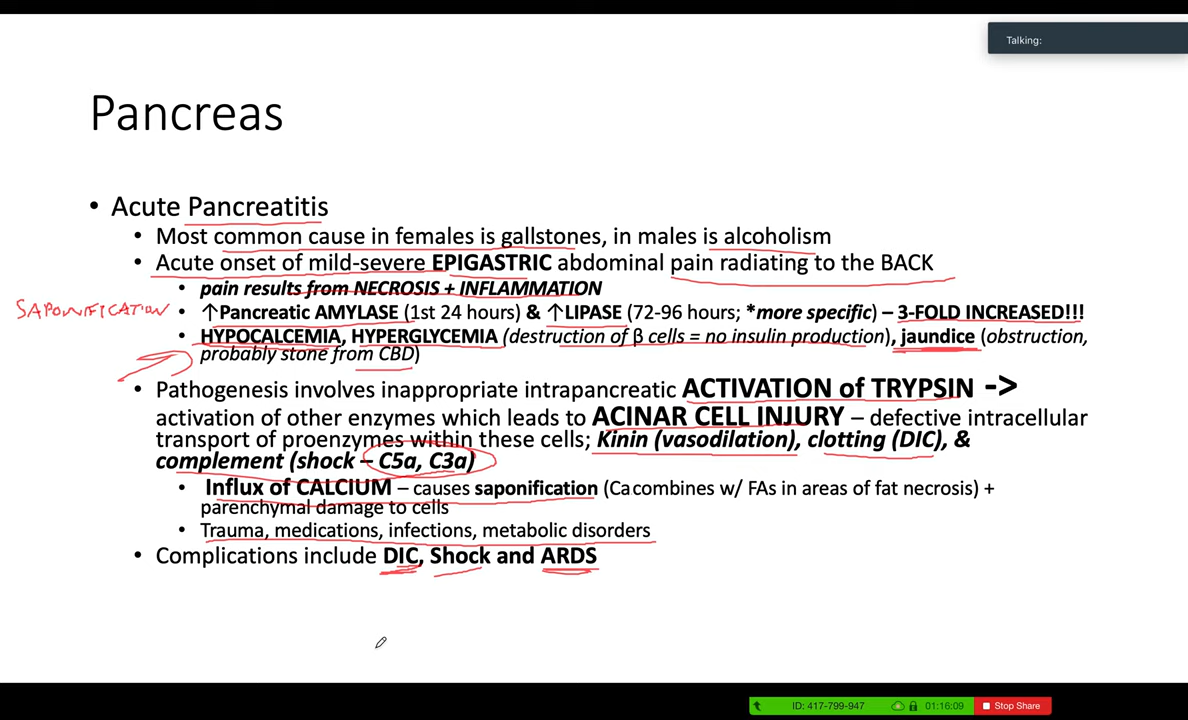 Talking:
Pancreas
• Acute Pancreatitis
• Most common cause in females is gallstones, in males is alcoholism
• Acute onset of mild-severe EPIGASTRIC abdominal pain radiating to the BACK
• pain results from NECROSIS + INFLAMMATION
SAPONIFICATION
• ↑Pancreatic AMYLASE (1st 24 hours) & ↑LIPASE (72-96 hours; *more specific) – 3-FOLD INCREASED!!!
• HYPOCALCEMIA, HYPERGLYCEMIA (destruction of β cells = no insulin production), jaundice (obstruction,
probably stone from CBD)
• Pathogenesis involves inappropriate intrapancreatic ACTIVATION of TRYPSIN ->
activation of other enzymes which leads to ACINAR CELL INJURY – defective intracellular
transport of proenzymes within these cells; Kinin (vasodilation), clotting (DIC), &
complement (shock – C5a, C3a)
• Influx of CALCIUM – causes saponification (Ca combines w/ FAs in areas of fat necrosis) +
parenchymal damage to cells
• Trauma, medications, infections, metabolic disorders
• Complications include DIC, Shock and ARDS
ID: 417-799-947 01:16:09 Stop Share